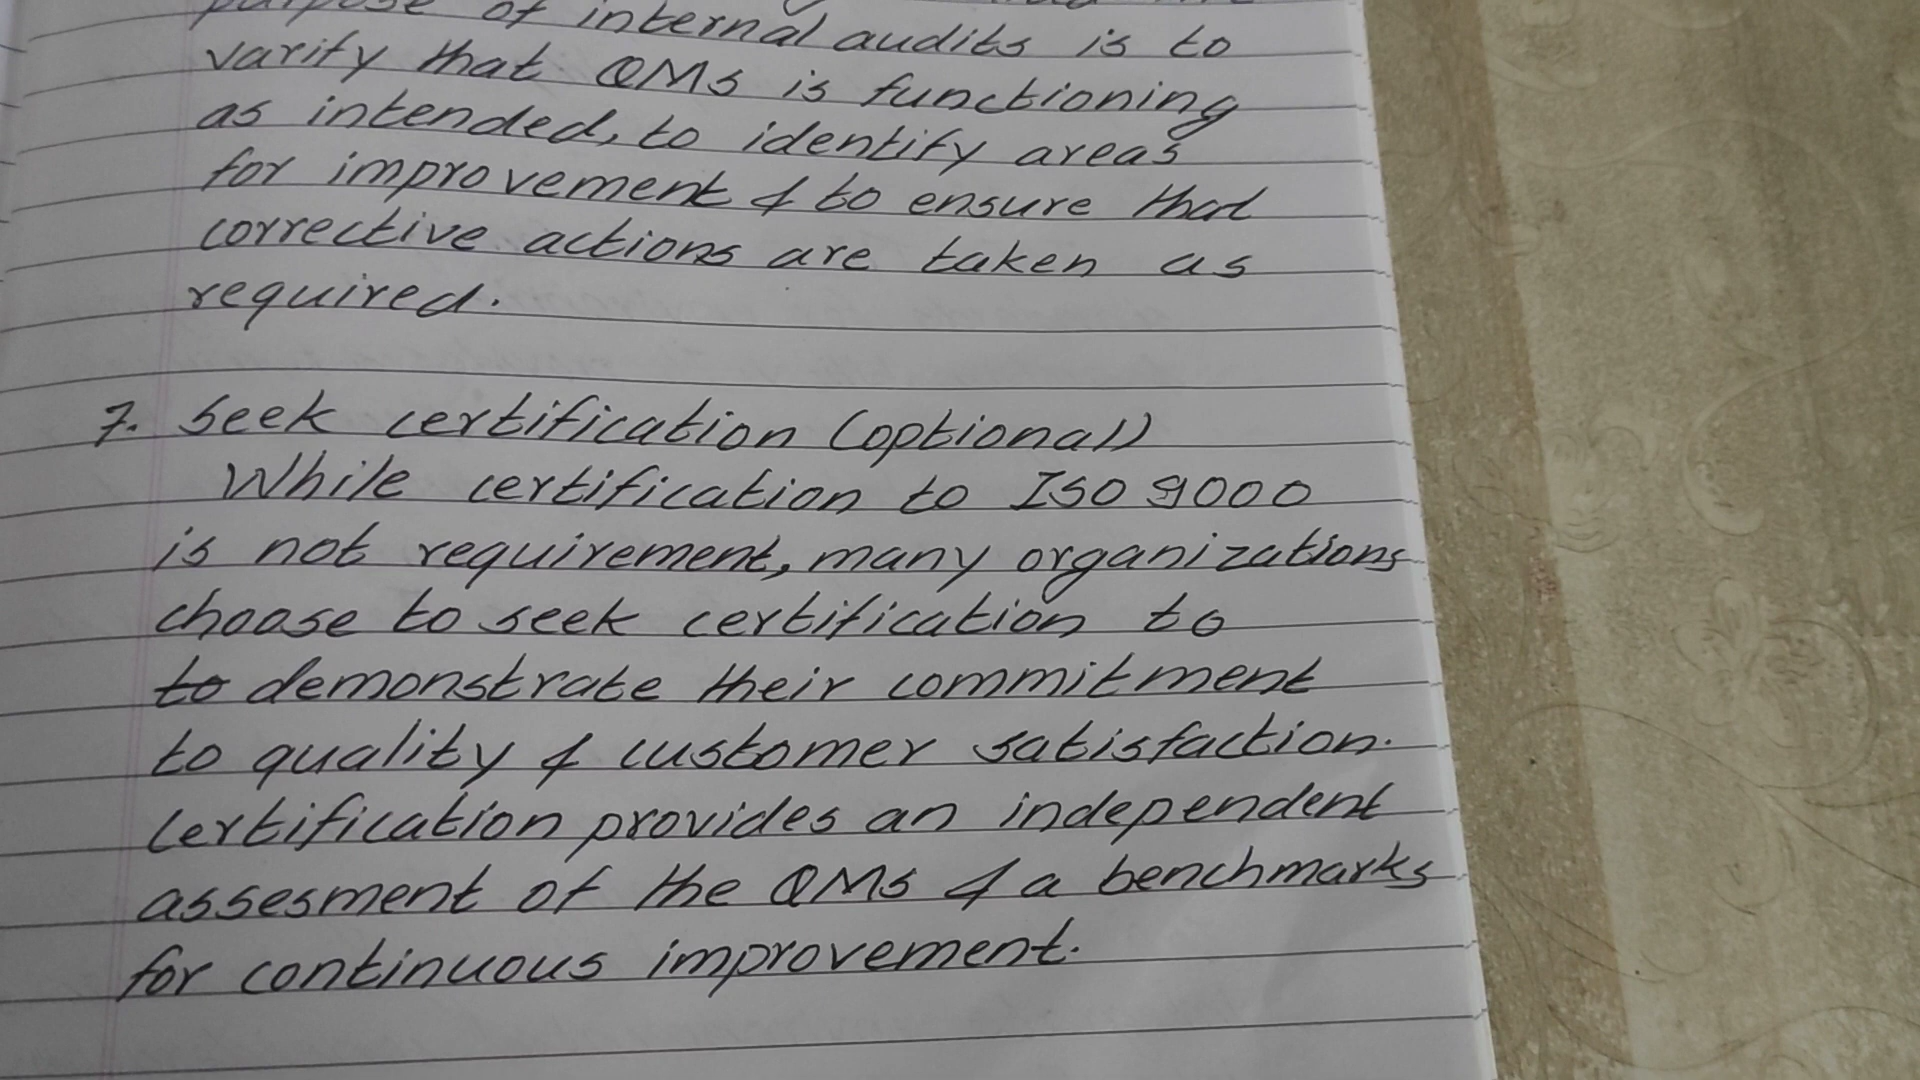 purpose of internal audits is to
varify that QMS is functioning
as intended, to identify areas
for improvement & to ensure that
corrective actions are taken as
required.
7. Seek certification (optional)
While certification to ISO 9000
is not requirement, many organizations
choose to seek certification to
to demonstrate their commitment
to quality & customer satisfaction.
Certification provides an independent
assesment of the QMS & a benchmarks
for continuous improvement.